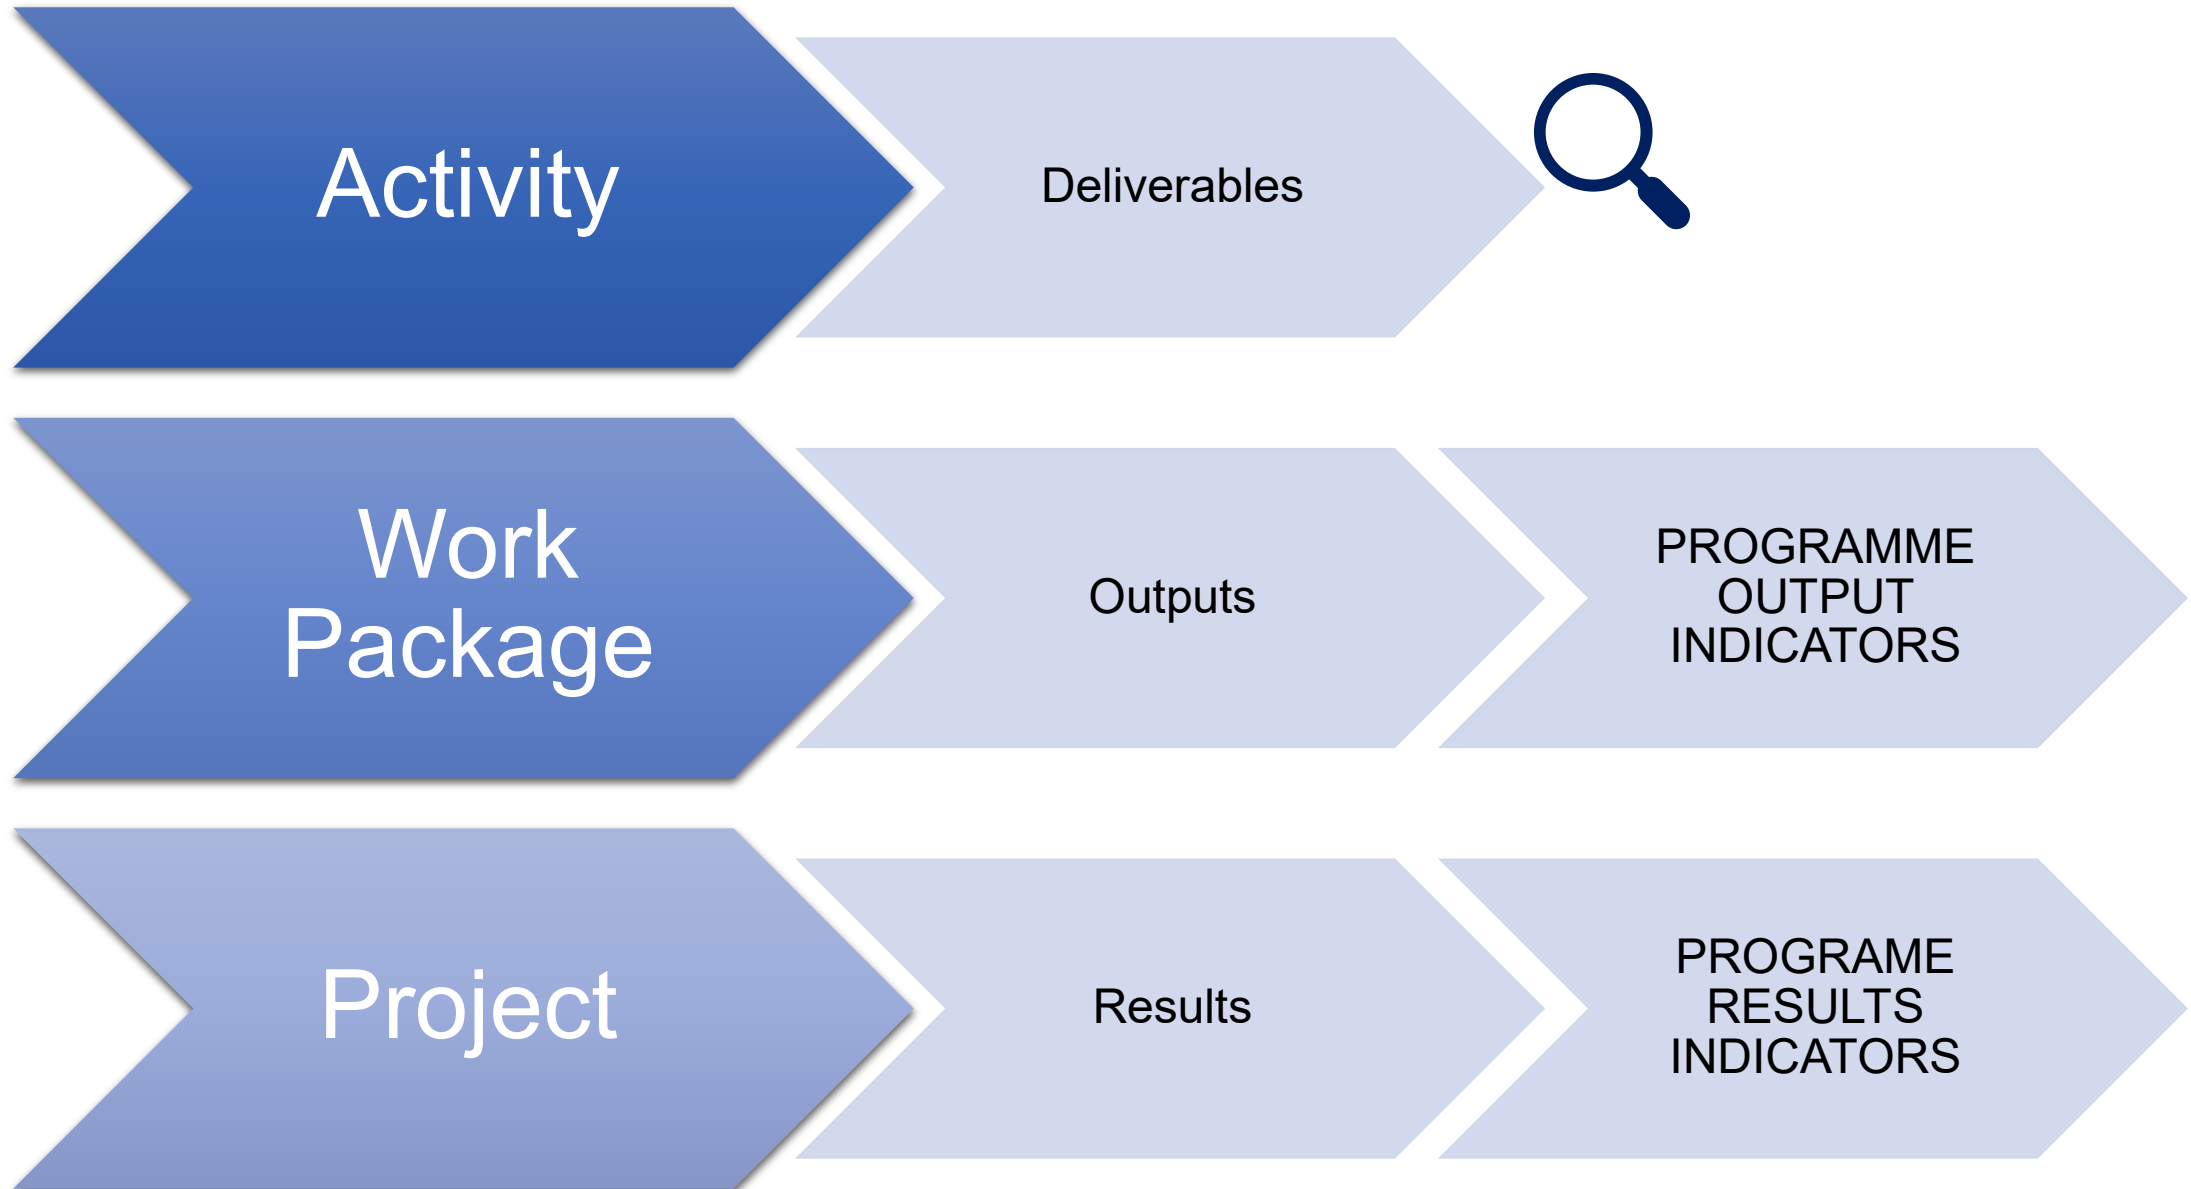 Activity
Deliverables
Work
Package
Outputs
PROGRAMME
OUTPUT
INDICATORS
Project
Results
PROGRAME
RESULTS
INDICATORS